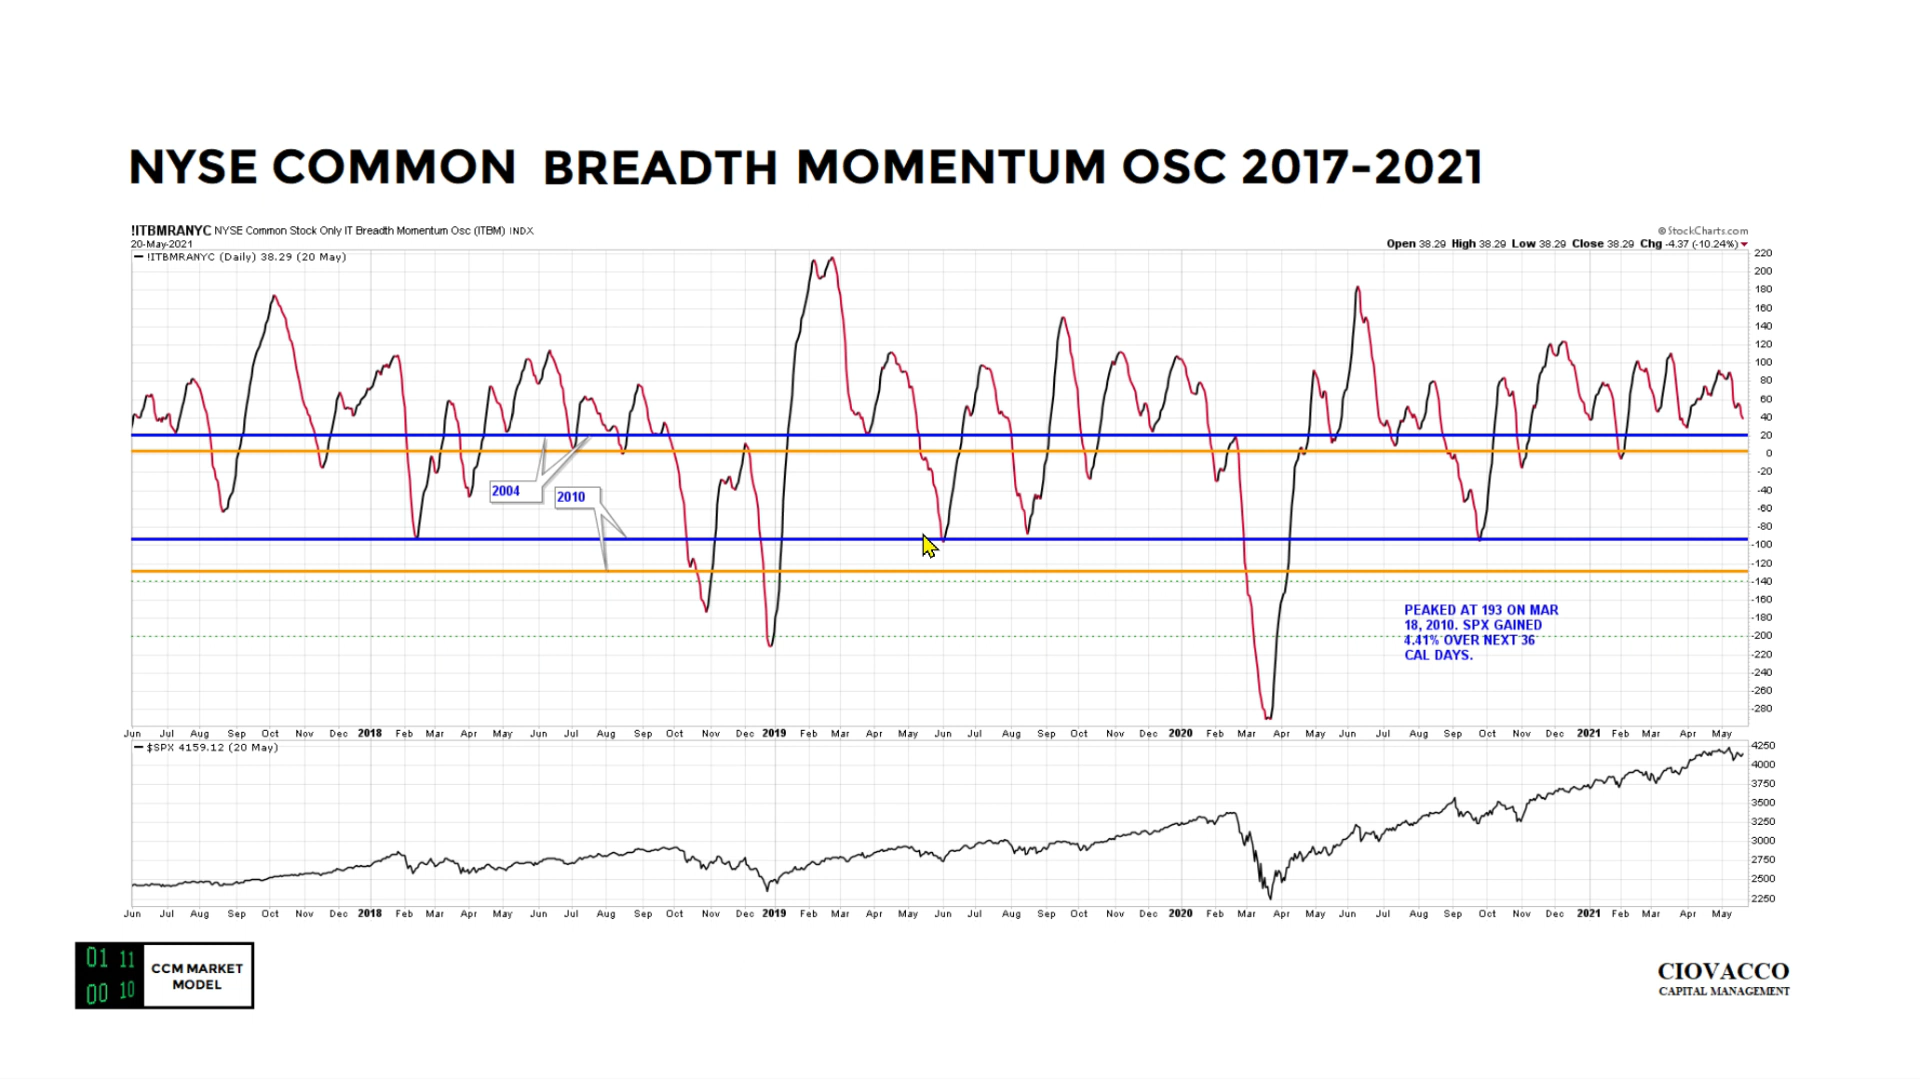 NYSE COMMON BREADTH MOMENTUM OSC 2017-2021
!ITBMRANYC NYSE Common Stock Only IT Breadth Momentum Osc (ITBM) INDX
© StockCharts.com
20-May-2021
Open 38.29 High 38.29 Low 38.29 Close 38.29 Chg -4.37 (-10.24%)
!ITBMRANYC (Daily) 38.29 (20 May)
220
200
180
160
140
120
100
80
60
40
20
0
-20
-40
-60
-80
-100
-120
-140
-160
-180
-200
-220
-240
-260
-280
2004
2010
PEAKED AT 193 ON MAR
18, 2010. SPX GAINED
4.41% OVER NEXT 36
CAL DAYS.
Jun Jul Aug Sep Oct Nov Dec 2018 Feb Mar Apr May Jun Jul Aug Sep Oct Nov Dec 2019 Feb Mar Apr May Jun Jul Aug Sep Oct Nov Dec 2020 Feb Mar Apr May Jun Jul Aug Sep Oct Nov Dec 2021 Feb Mar Apr May
$SPX 4159.12 (20 May)
4250
4000
3750
3500
3250
3000
2750
2500
2250
Jun Jul Aug Sep Oct Nov Dec 2018 Feb Mar Apr May Jun Jul Aug Sep Oct Nov Dec 2019 Feb Mar Apr May Jun Jul Aug Sep Oct Nov Dec 2020 Feb Mar Apr May Jun Jul Aug Sep Oct Nov Dec 2021 Feb Mar Apr May
01 11
00 10
CCM MARKET
MODEL
CIOVACCO
CAPITAL MANAGEMENT